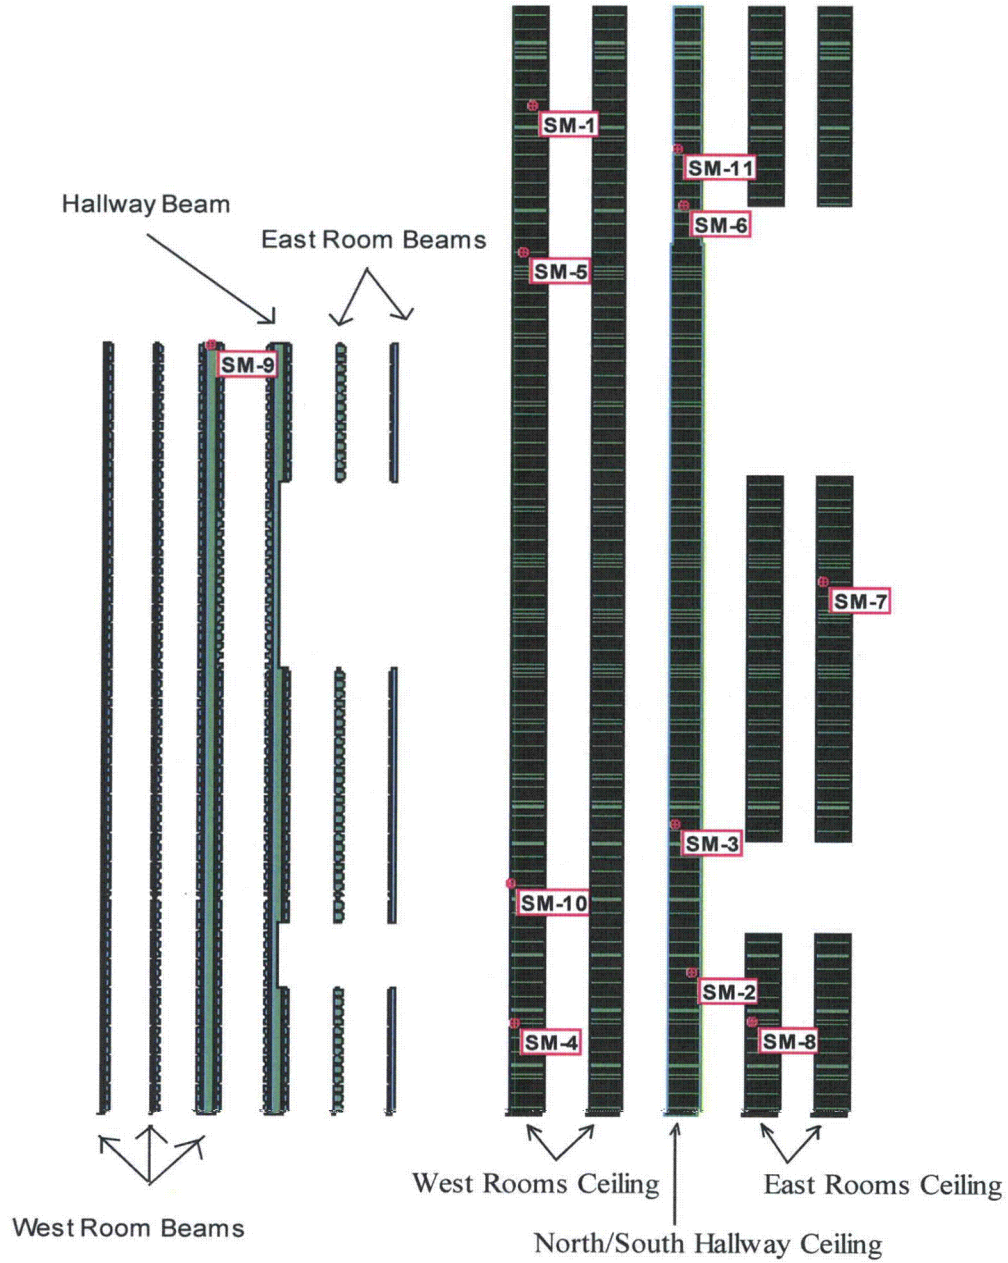 SM-1
SM-11
Hallway Beam
SM-6
East Room Beams
SM-5
SM-9
SM-7
SM-3
SM-10
SM-2
SM-4
SM-8
West Rooms Ceiling
East Rooms Ceiling
West Room Beams
North/South Hallway Ceiling